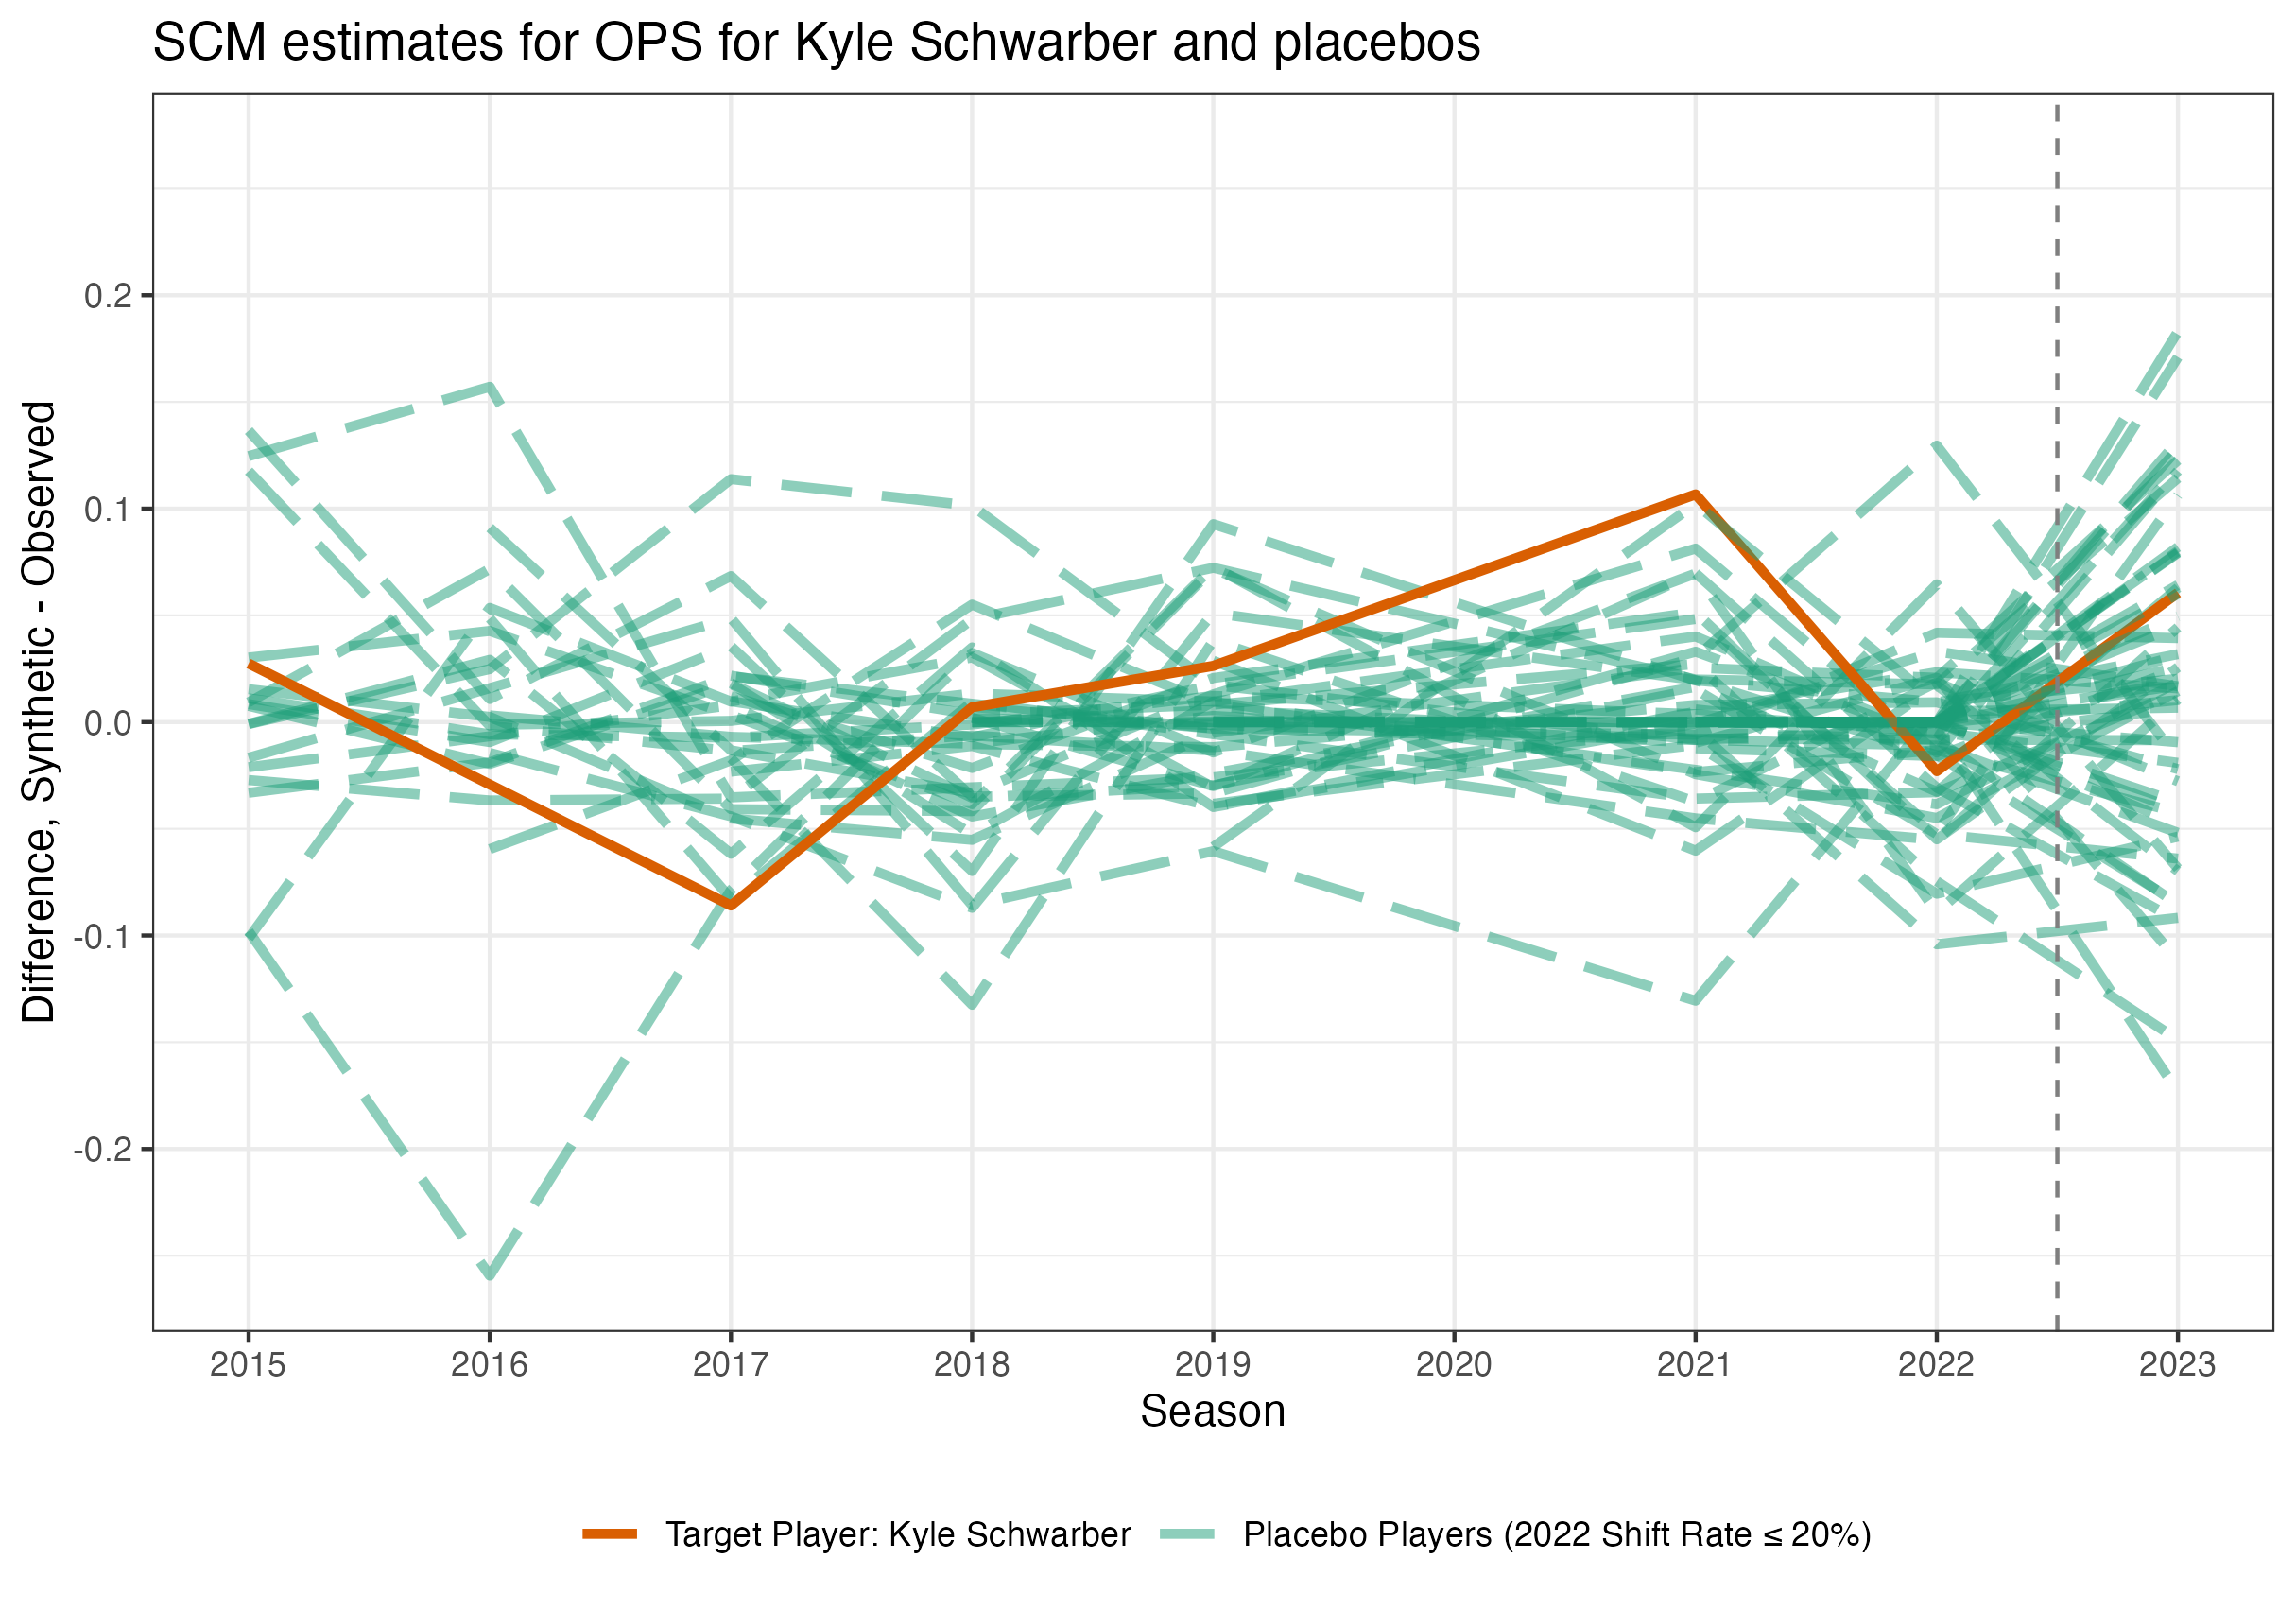 SCM estimates for OPS for Kyle Schwarber and placebos
Difference, Synthetic - Observed
0.2
0.1
0.0
-0.1
-0.2
2015 2016 2017 2018 2019 2020 2021 2022 2023
Season
Target Player: Kyle Schwarber Placebo Players (2022 Shift Rate ≤ 20%)